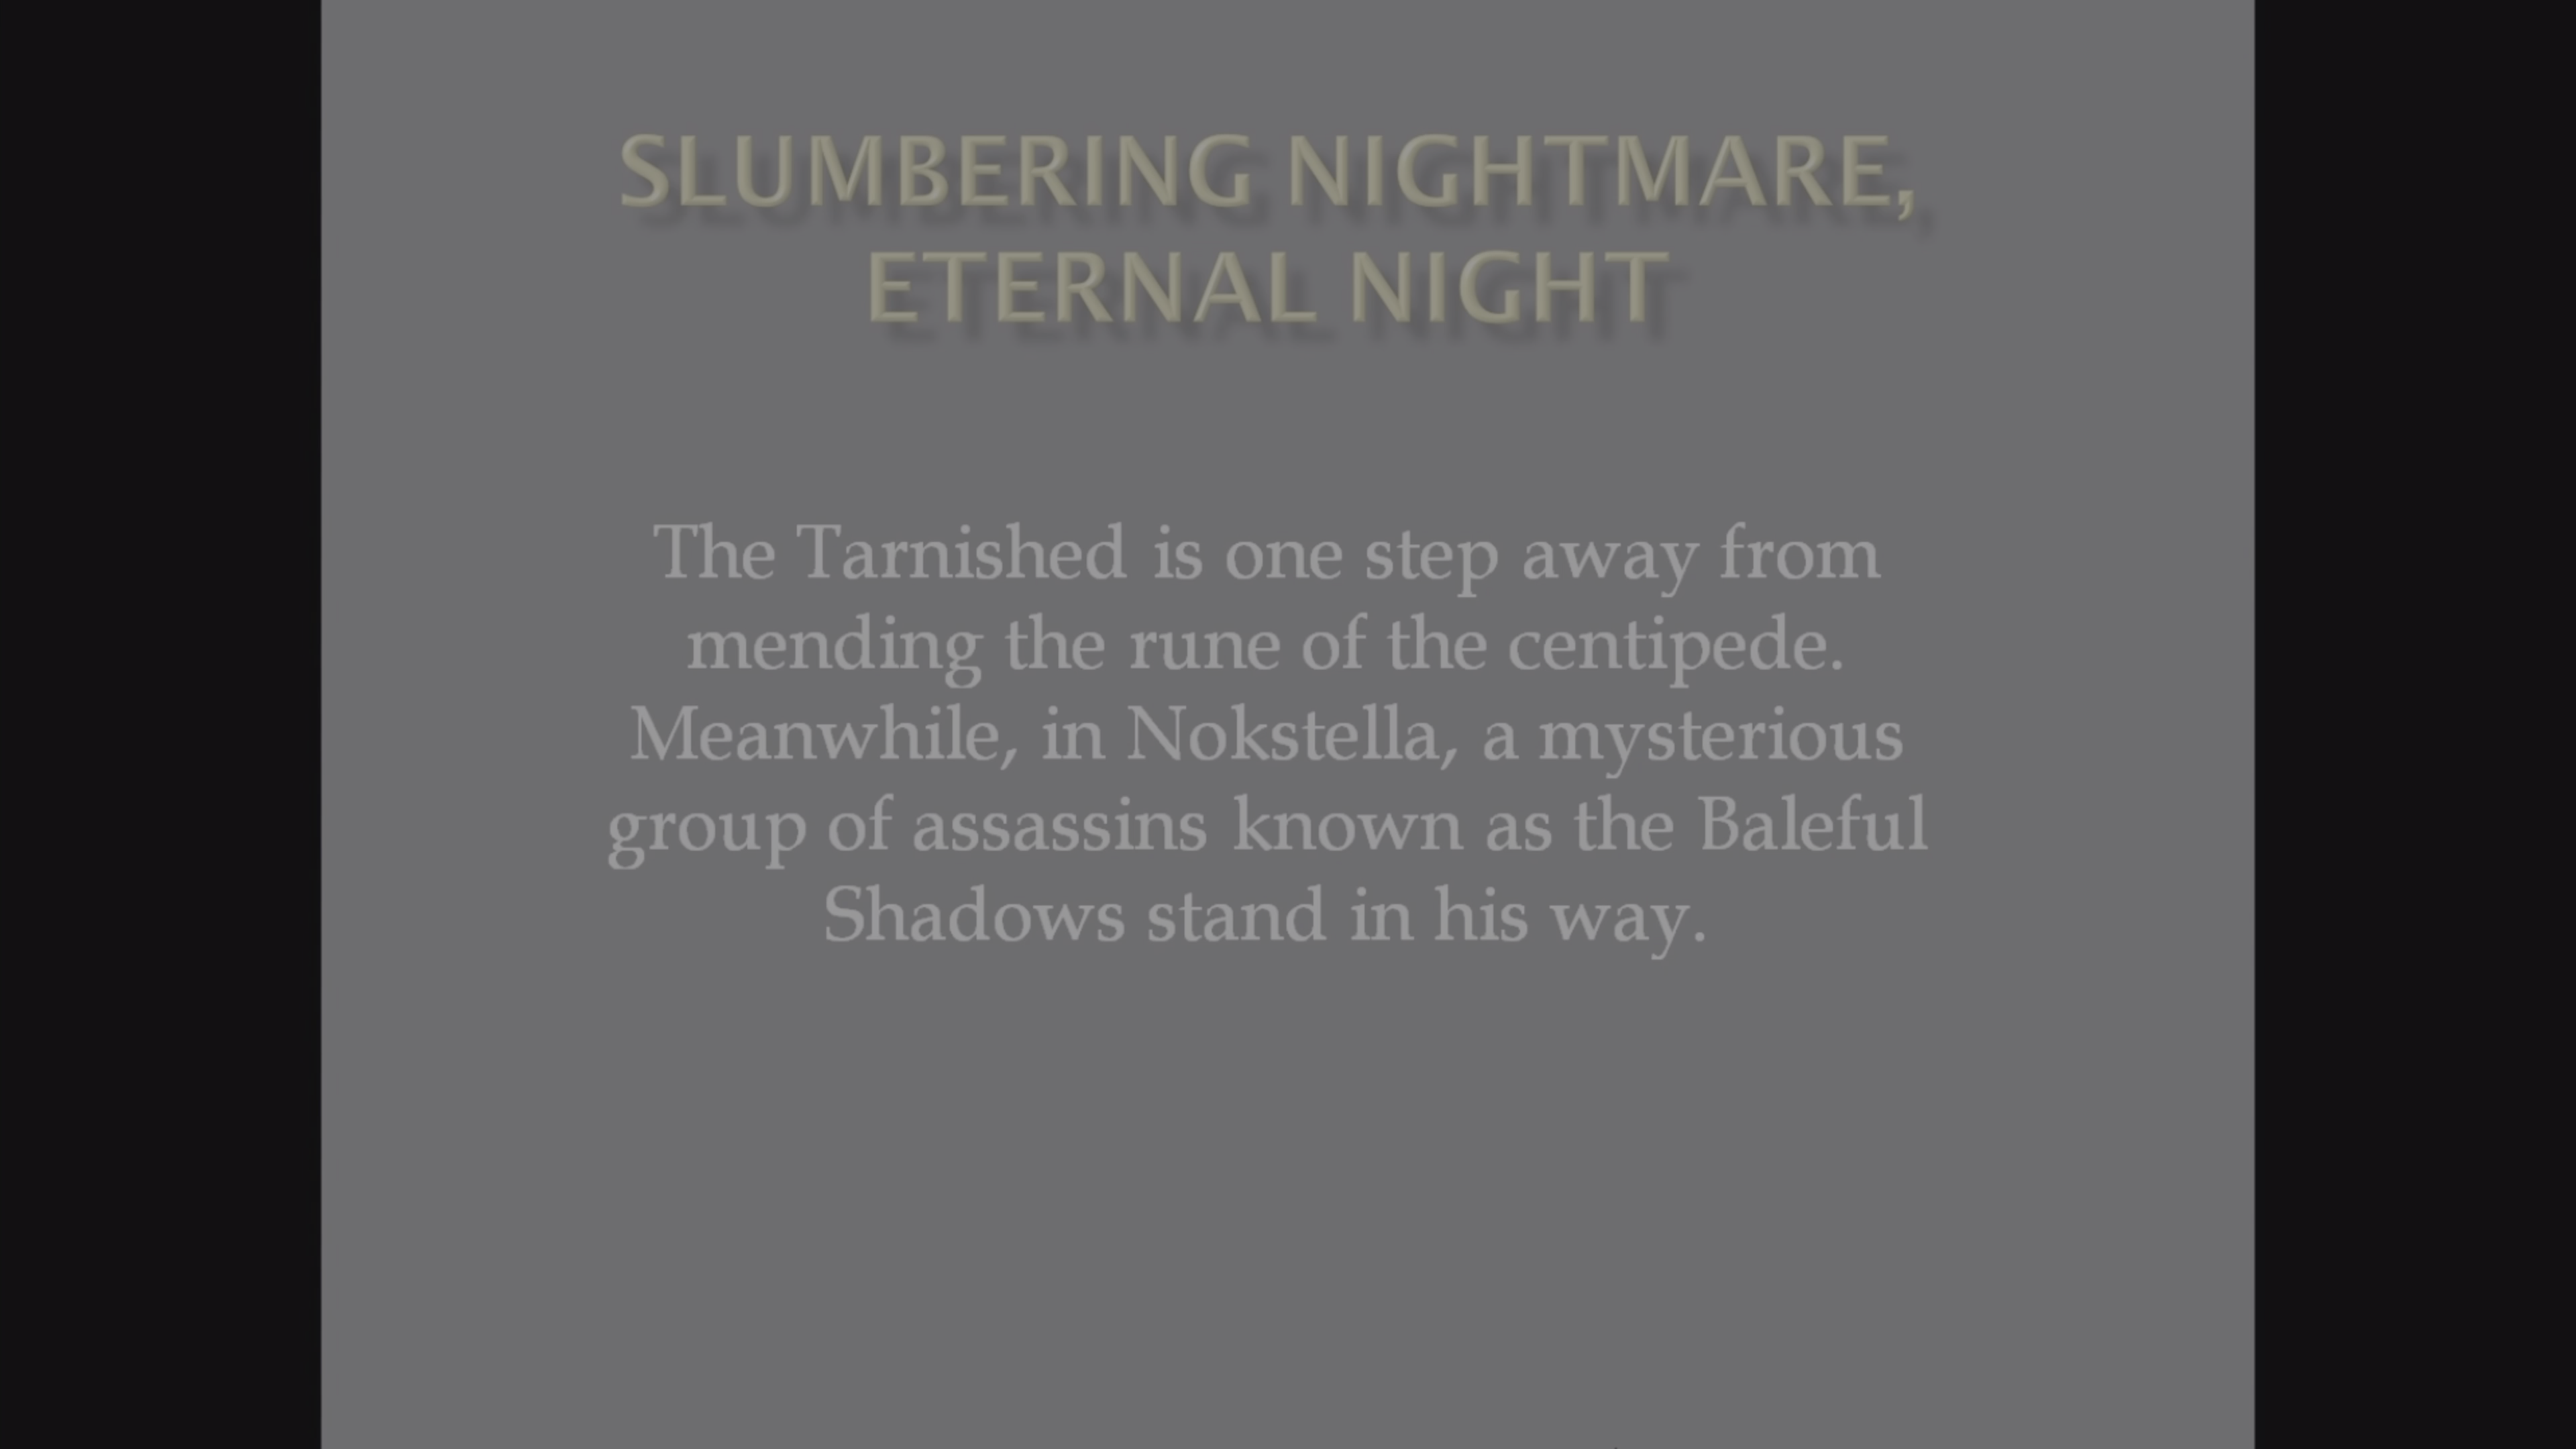 SLUMBERING NIGHTMARE,
ETERNAL NIGHT
The Tarnished is one step away from
mending the rune of the centipede.
Meanwhile, in Nokstella, a mysterious
group of assassins known as the Baleful
Shadows stand in his way.